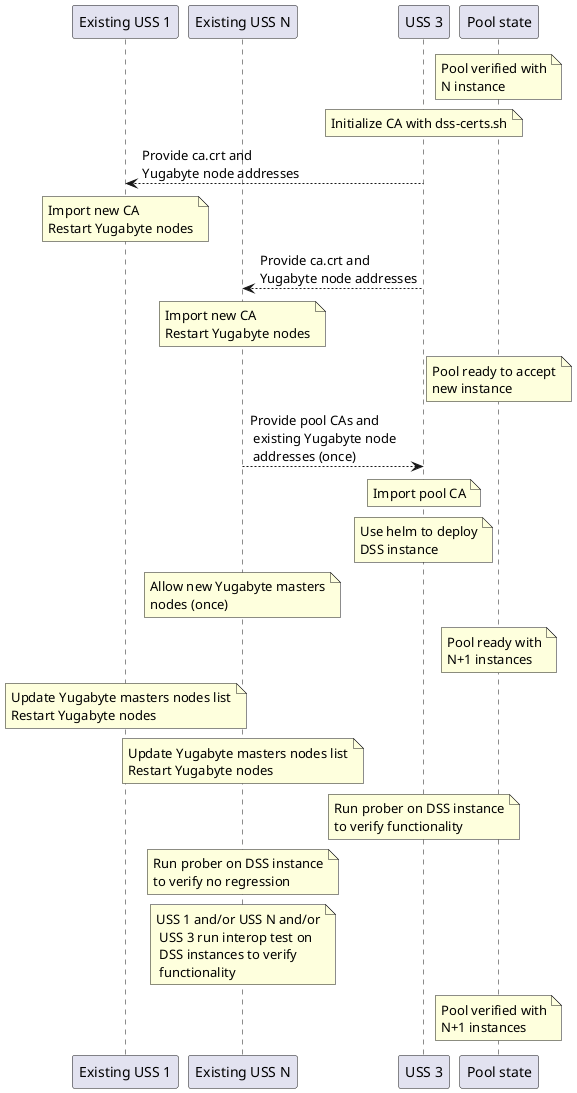 Existing USS 1
Existing USS N
USS 3
Pool state
Pool verified with
N instance
Initialize CA with dss-certs.sh
Provide ca.crt and
Yugabyte node addresses
Import new CA
Restart Yugabyte nodes
Provide ca.crt and
Yugabyte node addresses
Import new CA
Restart Yugabyte nodes
Pool ready to accept
new instance
Provide pool CAs and
existing Yugabyte node
addresses (once)
Import pool CA
Use helm to deploy
DSS instance
Allow new Yugabyte masters
nodes (once)
Pool ready with
N+1 instances
Update Yugabyte masters nodes list
Restart Yugabyte nodes
Update Yugabyte masters nodes list
Restart Yugabyte nodes
Run prober on DSS instance
to verify functionality
Run prober on DSS instance
to verify no regression
USS 1 and/or USS N and/or
USS 3 run interop test on
DSS instances to verify
functionality
Pool verified with
N+1 instances
Existing USS 1
Existing USS N
USS 3
Pool state